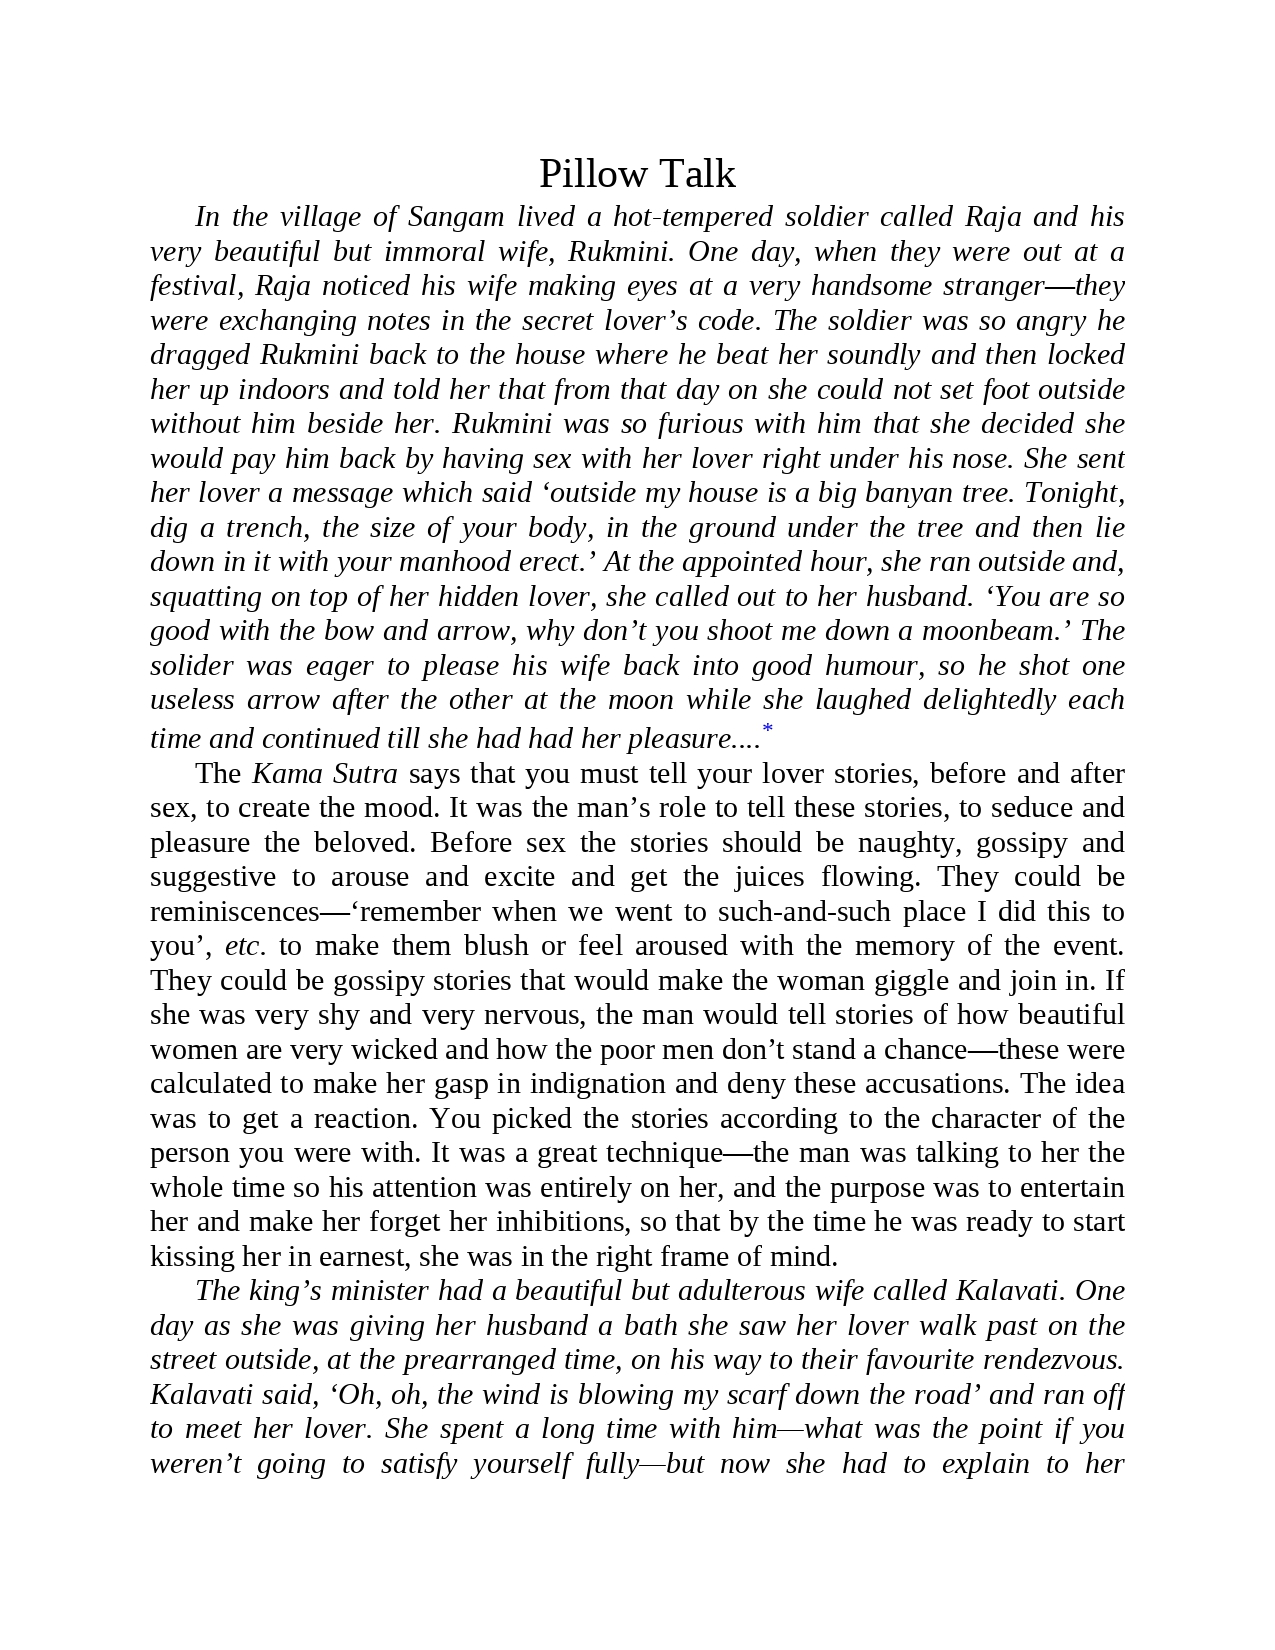 Pillow Talk
In the village of Sangam lived a hot-tempered soldier called Raja and his
very beautiful but immoral wife, Rukmini. One day, when they were out at a
festival, Raja noticed his wife making eyes at a very handsome stranger—they
were exchanging notes in the secret lover’s code. The soldier was so angry he
dragged Rukmini back to the house where he beat her soundly and then locked
her up indoors and told her that from that day on she could not set foot outside
without him beside her. Rukmini was so furious with him that she decided she
would pay him back by having sex with her lover right under his nose. She sent
her lover a message which said ‘outside my house is a big banyan tree. Tonight,
dig a trench, the size of your body, in the ground under the tree and then lie
down in it with your manhood erect.’ At the appointed hour, she ran outside and,
squatting on top of her hidden lover, she called out to her husband. ‘You are so
good with the bow and arrow, why don’t you shoot me down a moonbeam.’ The
solider was eager to please his wife back into good humour, so he shot one
useless arrow after the other at the moon while she laughed delightedly each
time and continued till she had had her pleasure....*
The Kama Sutra says that you must tell your lover stories, before and after
sex, to create the mood. It was the man’s role to tell these stories, to seduce and
pleasure the beloved. Before sex the stories should be naughty, gossipy and
suggestive to arouse and excite and get the juices flowing. They could be
reminiscences—‘remember when we went to such-and-such place I did this to
you’, etc. to make them blush or feel aroused with the memory of the event.
They could be gossipy stories that would make the woman giggle and join in. If
she was very shy and very nervous, the man would tell stories of how beautiful
women are very wicked and how the poor men don’t stand a chance—these were
calculated to make her gasp in indignation and deny these accusations. The idea
was to get a reaction. You picked the stories according to the character of the
person you were with. It was a great technique—the man was talking to her the
whole time so his attention was entirely on her, and the purpose was to entertain
her and make her forget her inhibitions, so that by the time he was ready to start
kissing her in earnest, she was in the right frame of mind.
The king’s minister had a beautiful but adulterous wife called Kalavati. One
day as she was giving her husband a bath she saw her lover walk past on the
street outside, at the prearranged time, on his way to their favourite rendezvous.
Kalavati said, ‘Oh, oh, the wind is blowing my scarf down the road’ and ran off
to meet her lover. She spent a long time with him—what was the point if you
weren’t going to satisfy yourself fully—but now she had to explain to her